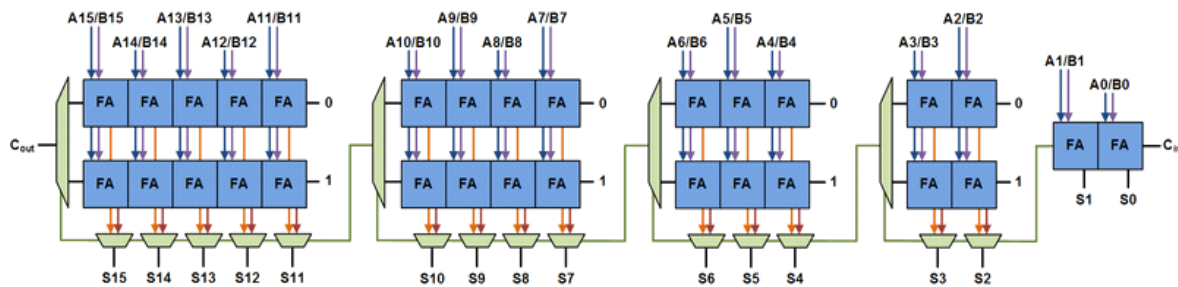 A15/B15 A13/B13 A11/B11 A9/B9 A7/B7 A5/B5 A2/B2
A14/B14 A12/B12 A10/B10 A8/B8 A6/B6 A4/B4 A3/B3
A1/B1
A0/B0
FA FA FA FA FA 0 FA FA FA FA 0 FA FA FA 0 FA FA 0
Cout FA FA Cin
FA FA FA FA FA 1 FA FA FA FA 1 FA FA FA 1 FA FA 1
S1 S0
S15 S14 S13 S12 S11 S10 S9 S8 S7 S6 S5 S4 S3 S2